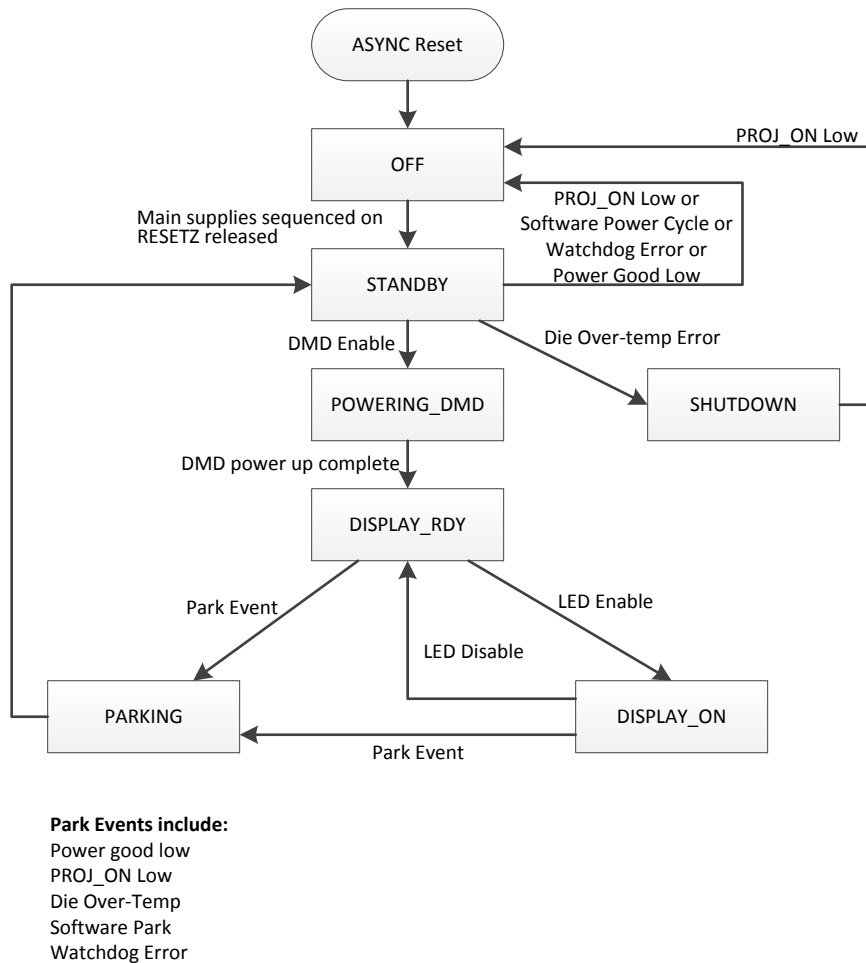 ASYNC Reset
PROJ_ON Low
OFF
Main supplies sequenced on
RESETZ released
PROJ_ON Low or
Software Power Cycle or
Watchdog Error or
Power Good Low
STANDBY
DMD Enable
Die Over-temp Error
POWERING_DMD
SHUTDOWN
DMD power up complete
DISPLAY_RDY
Park Event
LED Enable
LED Disable
PARKING
DISPLAY_ON
Park Event
Park Events include:
Power good low
PROJ_ON Low
Die Over-Temp
Software Park
Watchdog Error